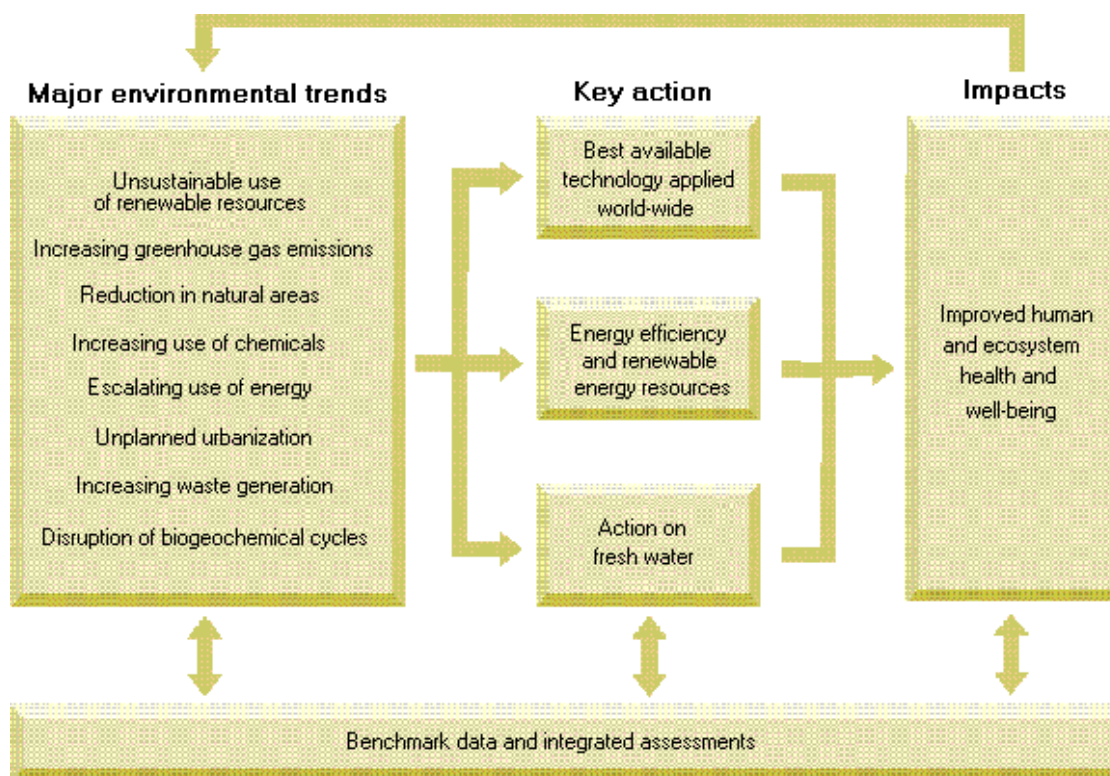 Major environmental trends
Unsustainable use
of renewable resources
Increasing greenhouse gas emissions
Reduction in natural areas
Increasing use of chemicals
Escalating use of energy
Unplanned urbanization
Increasing waste generation
Disruption of biogeochemical cycles
Key action
Best available
technology applied
world-wide
Energy efficiency
and renewable
energy resources
Action on
fresh water
Impacts
Improved human
and ecosystem
health and
well-being
Benchmark data and integrated assessments